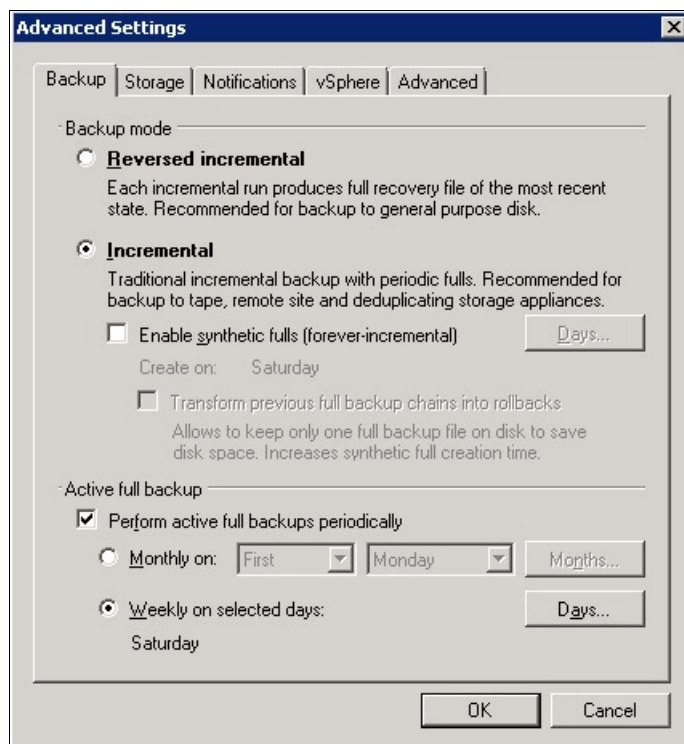 Advanced Settings
Backup Storage Notifications vSphere Advanced
Backup mode
Reversed incremental
Each incremental run produces full recovery file of the most recent
state. Recommended for backup to general purpose disk.
Incremental
Traditional incremental backup with periodic fulls. Recommended for
backup to tape, remote site and deduplicating storage appliances.
Enable synthetic fulls (forever-incremental) Days...
Create on: Saturday
Transform previous full backup chains into rollbacks
Allows to keep only one full backup file on disk to save
disk space. Increases synthetic full creation time.
Active full backup
Perform active full backups periodically
Monthly on: First Monday Months...
Weekly on selected days: Days...
Saturday
OK Cancel